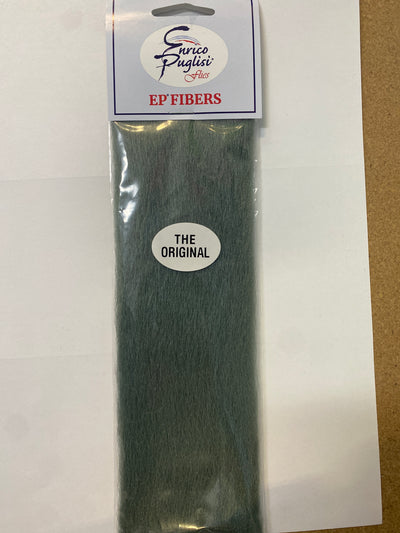 Enrico
Puglisi®
Flies
EP® FIBERS
THE
ORIGINAL